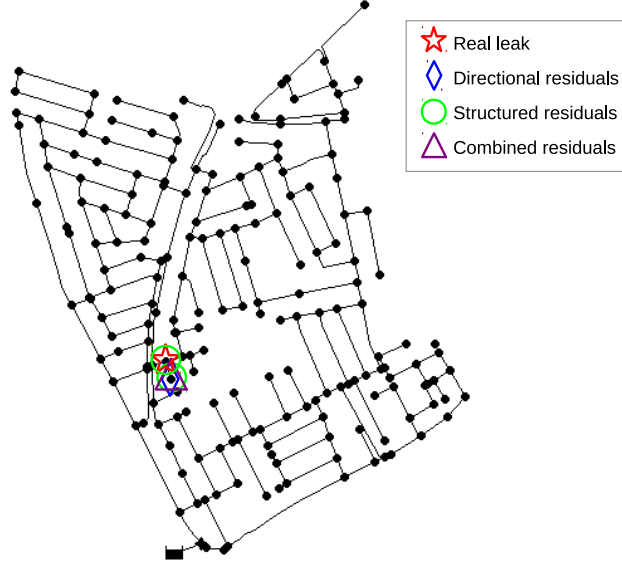 Real leak
Directional residuals
Structured residuals
Combined residuals